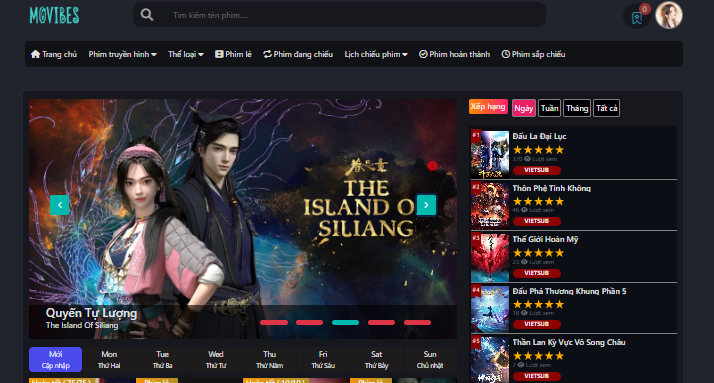 MOVIBES
Tìm kiếm tên phim....
0
Trang chủ
Phim truyền hình
Thể loại
Phim lẻ
Phim đang chiếu
Lịch chiếu phim
Phim hoàn thành
Phim sắp chiếu
THE
ISLAND O
SILIANG
Quyển Tự Lượng
The Island Of Siliang
Xếp hạng
Ngày
Tuần
Tháng
Tất cả
#1
Đấu La Đại Lục
370 Lượt xem
VIETSUB
#2
Thôn Phệ Tinh Không
46 Lượt xem
VIETSUB
#3
Thế Giới Hoàn Mỹ
23 Lượt xem
VIETSUB
#4
Đấu Phá Thương Khung Phần 5
18 Lượt xem
VIETSUB
#5
Thần Lan Kỳ Vực Vô Song Châu
7 Lượt xem
VIETSUB
Mới
Cập nhập
Mon
Thứ Hai
Tue
Thứ Ba
Wed
Thứ Tư
Thu
Thứ Năm
Fri
Thứ Sáu
Sat
Thứ Bảy
Sun
Chủ nhật